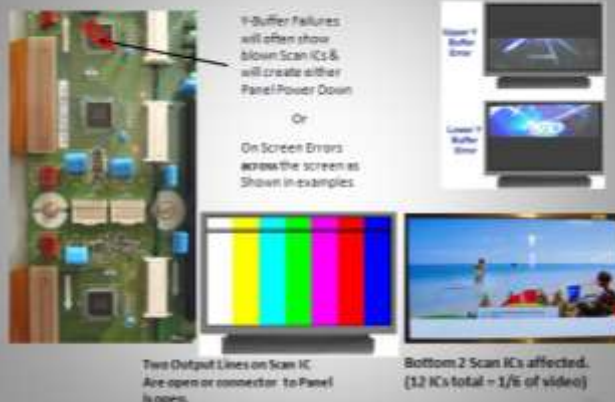 Y-Buffer Failures
will often show
blown Scan ICs &
will create either
Panel Power Down
Or
On Screen Errors
across the screen as
Shown in examples
Upper Y
Buffer
Error
Lower Y
Buffer
Error
Two Output Lines on Scan IC
Are open or connector to Panel
is open.
Bottom 2 Scan ICs affected.
(12 ICs total = 1/6 of video)